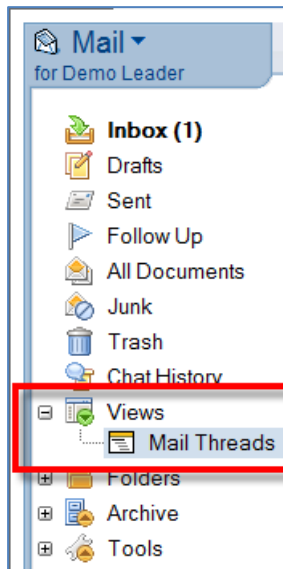 Mail
for Demo Leader
Inbox (1)
Drafts
Sent
Follow Up
All Documents
Junk
Trash
Chat History
Views
Mail Threads
Folders
Archive
Tools